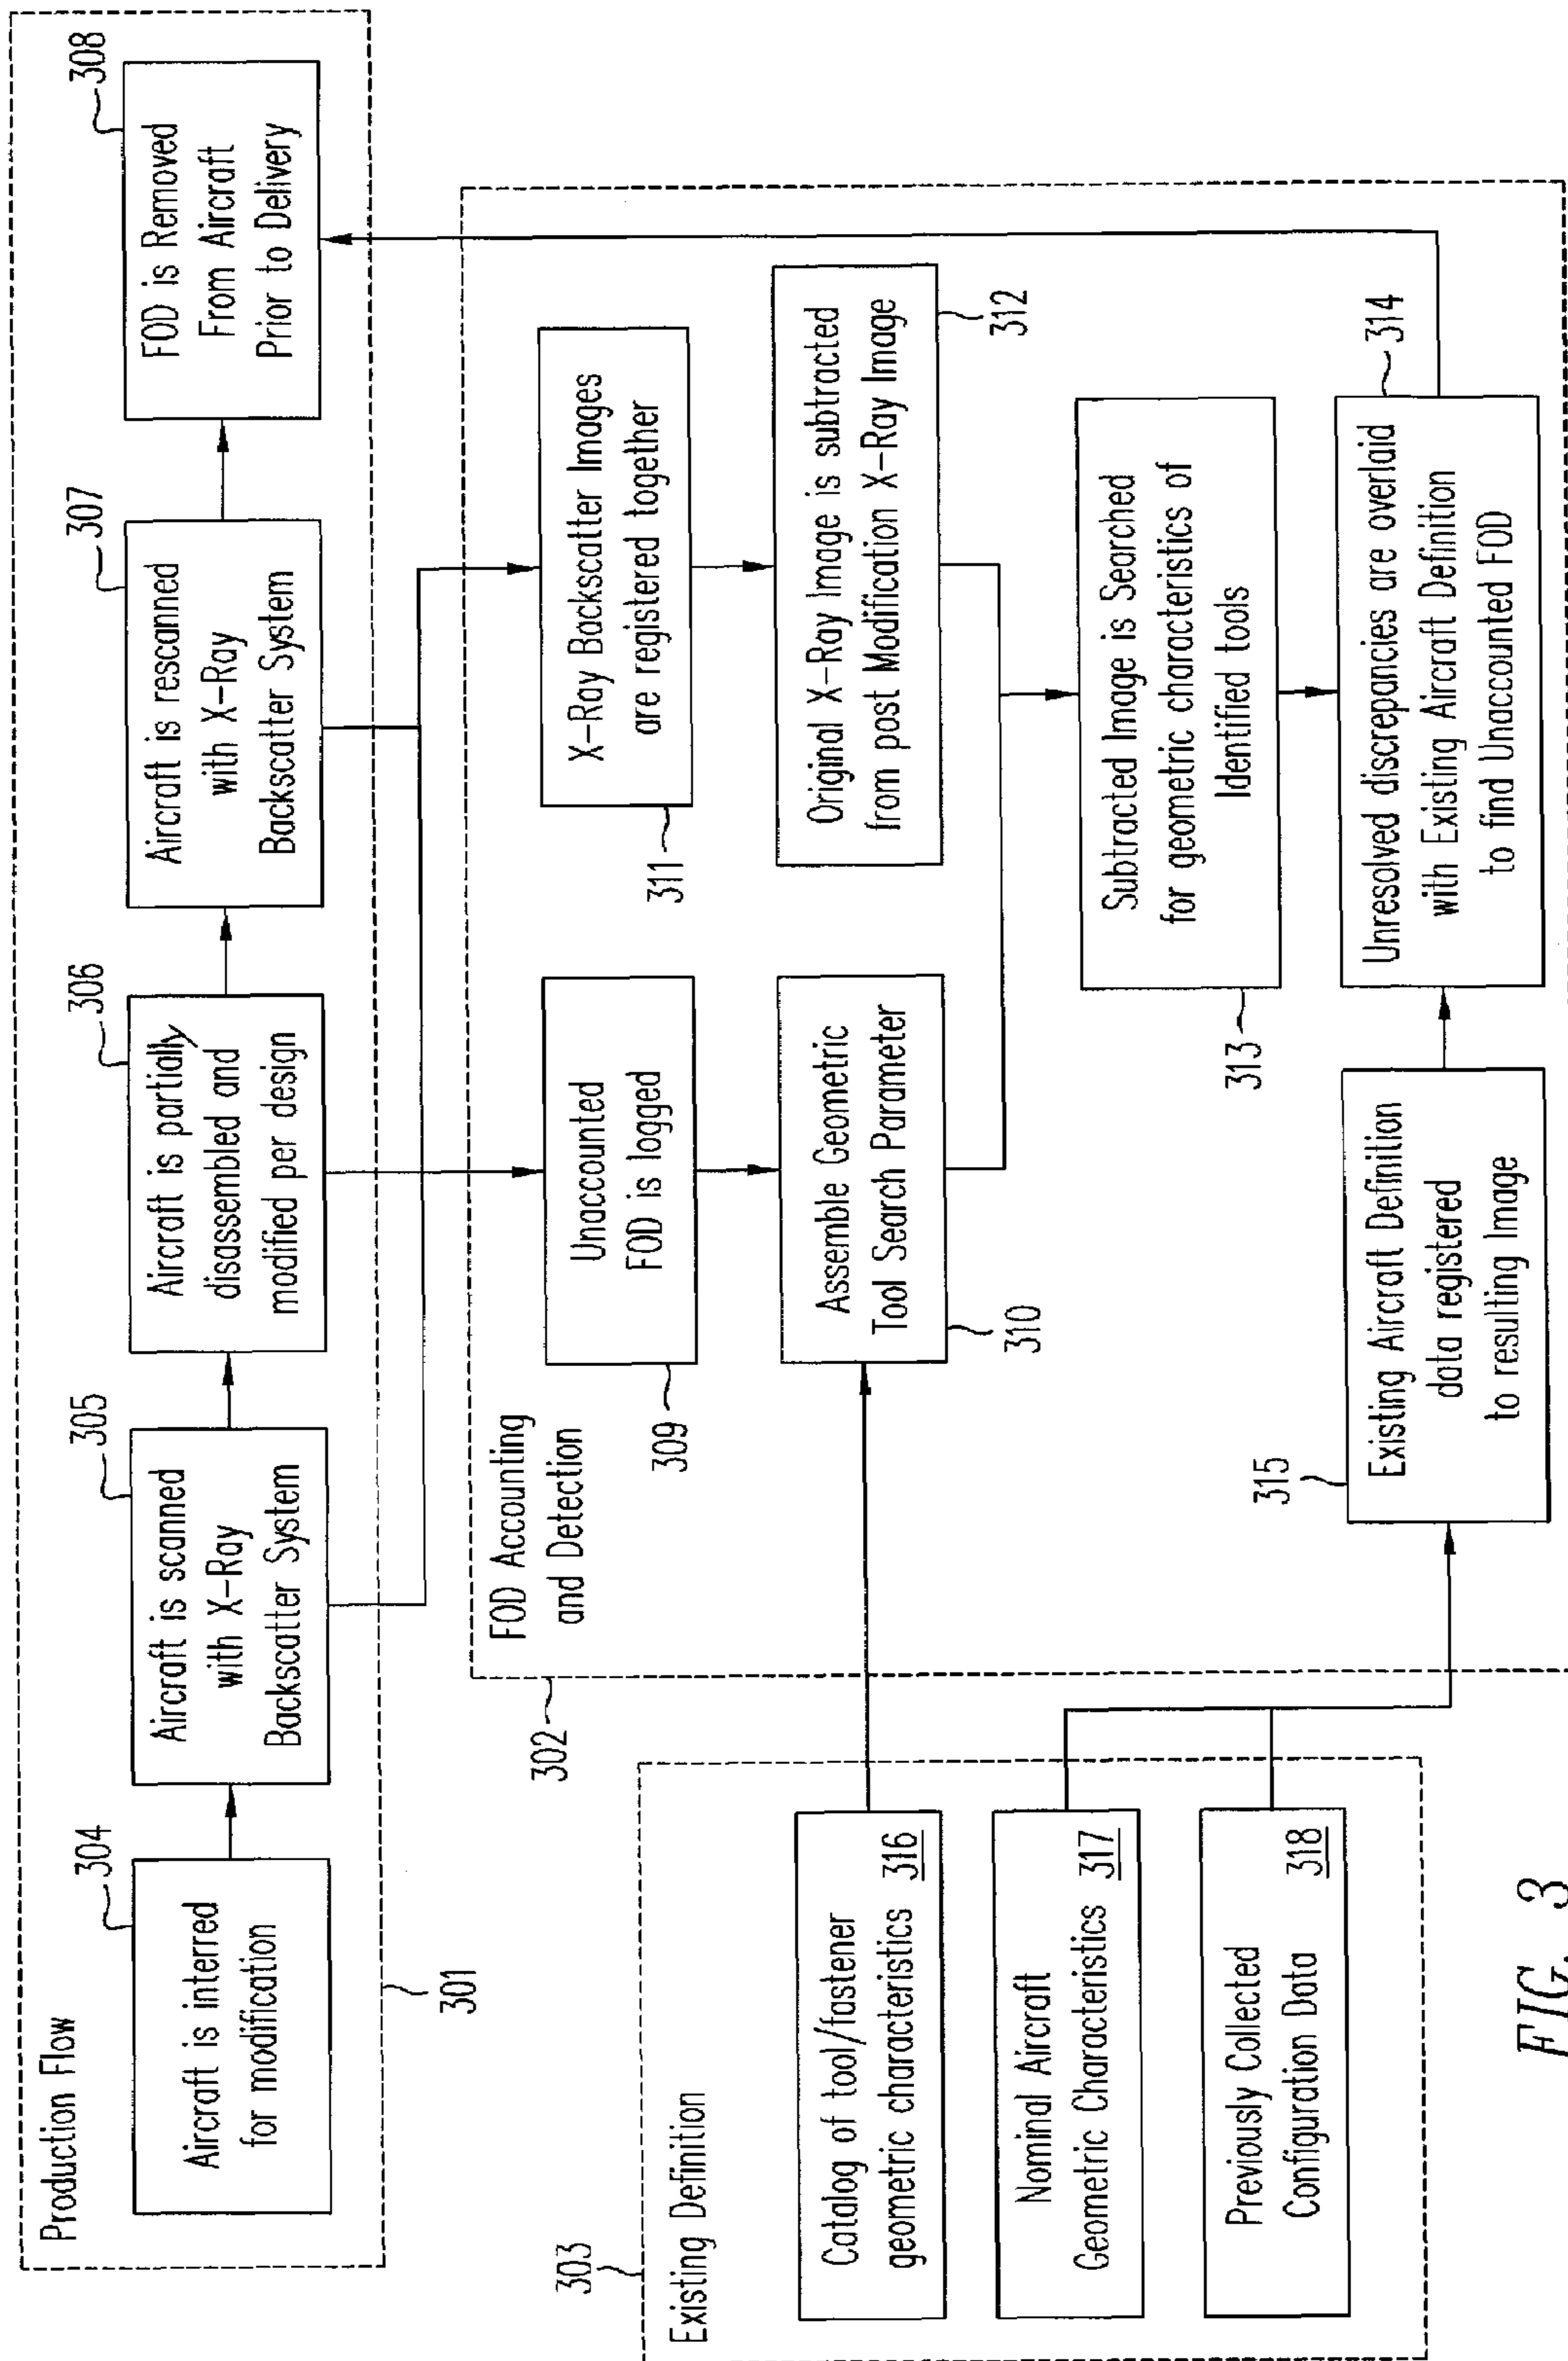 Production Flow
304
Aircraft is interred
for modification
305
Aircraft is scanned
with X-Ray
Backscatter System
306
Aircraft is partially
disassembled and
modified per design
307
Aircraft is rescanned
with X-Ray
Backscatter System
308
FOD is Removed
From Aircraft
Prior to Delivery
301
FOD Accounting
and Detection
302
Unaccounted
FOD is logged
309
Assemble Geometric
Tool Search Parameter
310
X-Ray Backscatter Images
are registered together
311
Original X-Ray Image is subtracted
from post Modification X-Ray Image
312
Subtracted Image is Searched
for geometric characteristics of
Identified tools
313
314
Unresolved discrepancies are overlaid
with Existing Aircraft Definition
to find Unaccounted FOD
315
Existing Aircraft Definition
data registered
to resulting Image
303
Existing Definition
Catalog of tool/fastener
geometric characteristics 316
Nominal Aircraft
Geometric Characteristics 317
Previously Collected
Configuration Data 318
FIG. 3